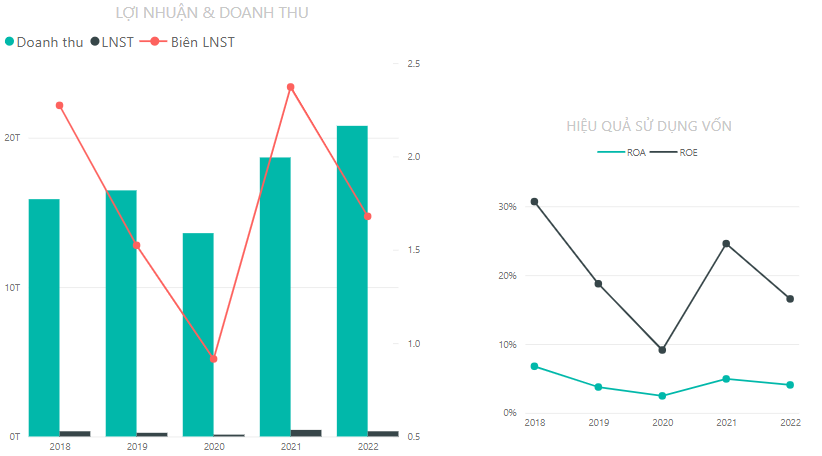 LỢI NHUẬN & DOANH THU
Doanh thu LNST Biên LNST
2.5
20T
2.0
1.5
10T
1.0
0T
0.5
2018 2019 2020 2021 2022
HIỆU QUẢ SỬ DỤNG VỐN
ROA ROE
30%
20%
10%
0%
2018 2019 2020 2021 2022